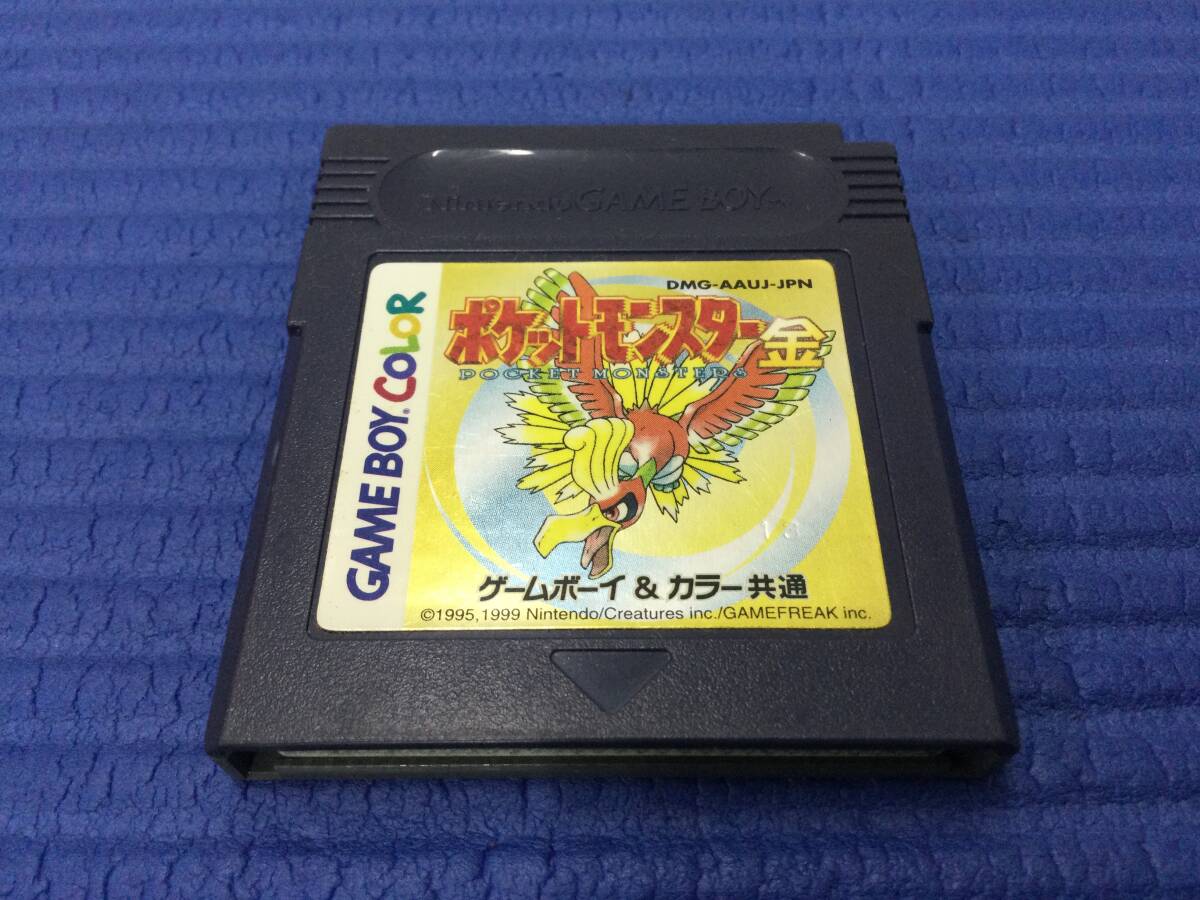 Nintendo GAME BOY
DMG-AAUJ-JPN
ポケットモンスター金
POCKET MONSTERS
GAME BOY COLOR
ゲームボーイ & カラー共通
©1995,1999 Nintendo/Creatures inc./GAMEFREAK inc.